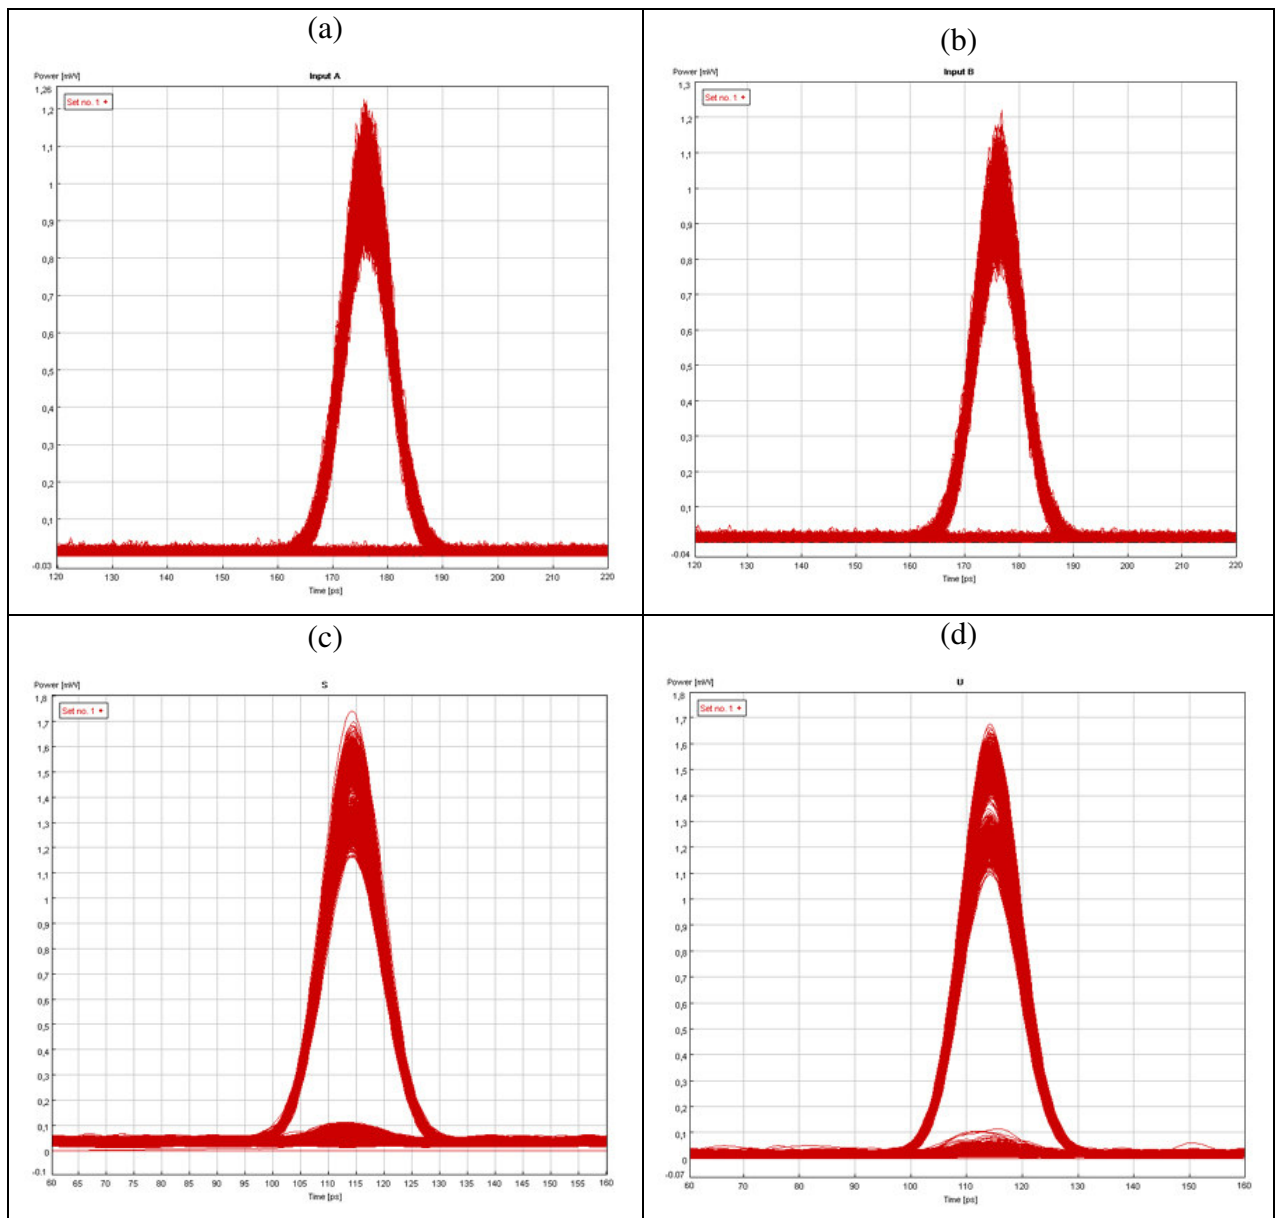 (a)
Power [mW]
Input A
Set no. 1
1,26
1,2
1,1
1
0,9
0,8
0,7
0,6
0,5
0,4
0,3
0,2
0,1
-0.03
120 130 140 150 160 170 180 190 200 210 220
Time [ps]
(b)
Power [mW]
Input B
Set no. 1
1,3
1,2
1,1
1
0,9
0,8
0,7
0,6
0,5
0,4
0,3
0,2
0,1
-0.04
120 130 140 150 160 170 180 190 200 210 220
Time [ps]
(c)
Power [mW]
S
Set no. 1
1,8
1,7
1,6
1,5
1,4
1,3
1,2
1,1
1
0,9
0,8
0,7
0,6
0,5
0,4
0,3
0,2
0,1
0
-0.1
60 65 70 75 80 85 90 95 100 105 110 115 120 125 130 135 140 145 150 155 160
Time [ps]
(d)
Power [mW]
U
Set no. 1
1,8
1,7
1,6
1,5
1,4
1,3
1,2
1,1
1
0,9
0,8
0,7
0,6
0,5
0,4
0,3
0,2
0,1
0
-0.07
60 70 80 90 100 110 120 130 140 150 160
Time [ps]